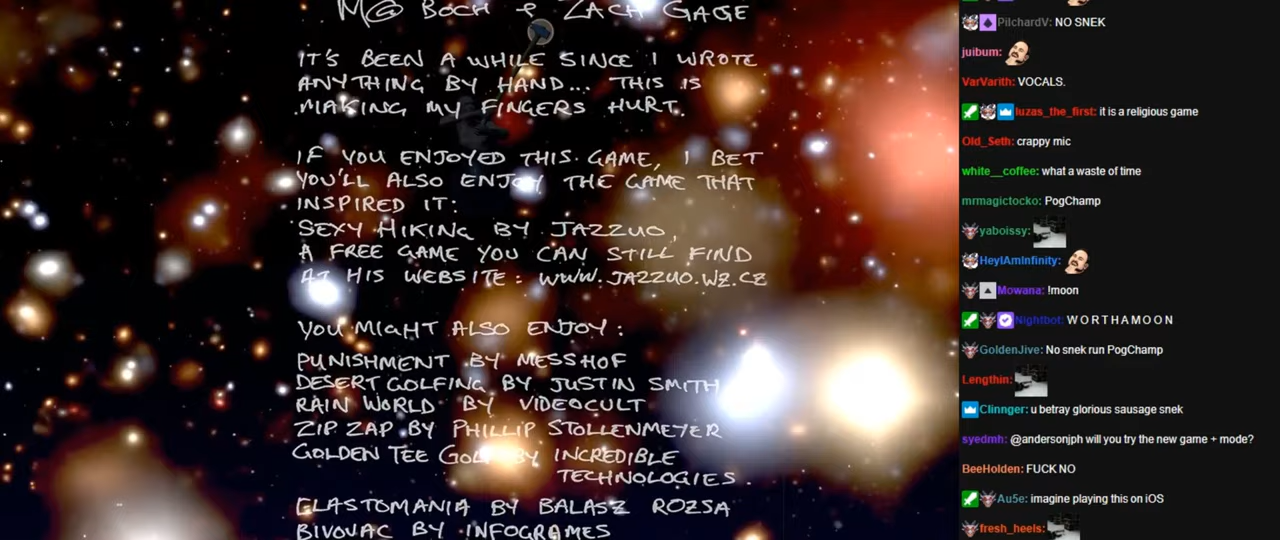 M@ BOCH & ZACH GAGE
IT'S BEEN A WHILE SINCE I WROTE
ANYTHING BY HAND... THIS IS
MAKING MY FINGERS HURT.
IF YOU ENJOYED THIS GAME, I BET
YOU'LL ALSO ENJOY THE GAME THAT
INSPIRED IT:
SEXY HIKING BY JAZZUO,
A FREE GAME YOU CAN STILL FIND
AT HIS WEBSITE: WWW.JAZZUO.WZ.CZ
YOU MIGHT ALSO ENJOY:
PUNISHMENT BY MESSHOF
DESERT GOLFING BY JUSTIN SMITH
RAIN WORLD BY VIDEOCULT
ZIP ZAP BY PHILLIP STOLLENMEYER
GOLDEN TEE GOLF BY INCREDIBLE
TECHNOLOGIES.
ELASTOMANIA BY BALASZ ROZSA
BIVOUAC BY INFOGRAMES
PilchardV: NO SNEK
juibum:
VarVarith: VOCALS.
luzas_the_first: it is a religious game
Old_Seth: crappy mic
white__coffee: what a waste of time
mrmagictocko: PogChamp
yaboissy:
HeyIAmInfinity:
Mowana: !moon
Nightbot: W O R T H A M O O N
GoldenJive: No snek run PogChamp
Lengthin:
Clinnger: u betray glorious sausage snek
syedmh: @andersonjph will you try the new game + mode?
BeeHolden: FUCK NO
Au5e: imagine playing this on iOS
fresh_heels: